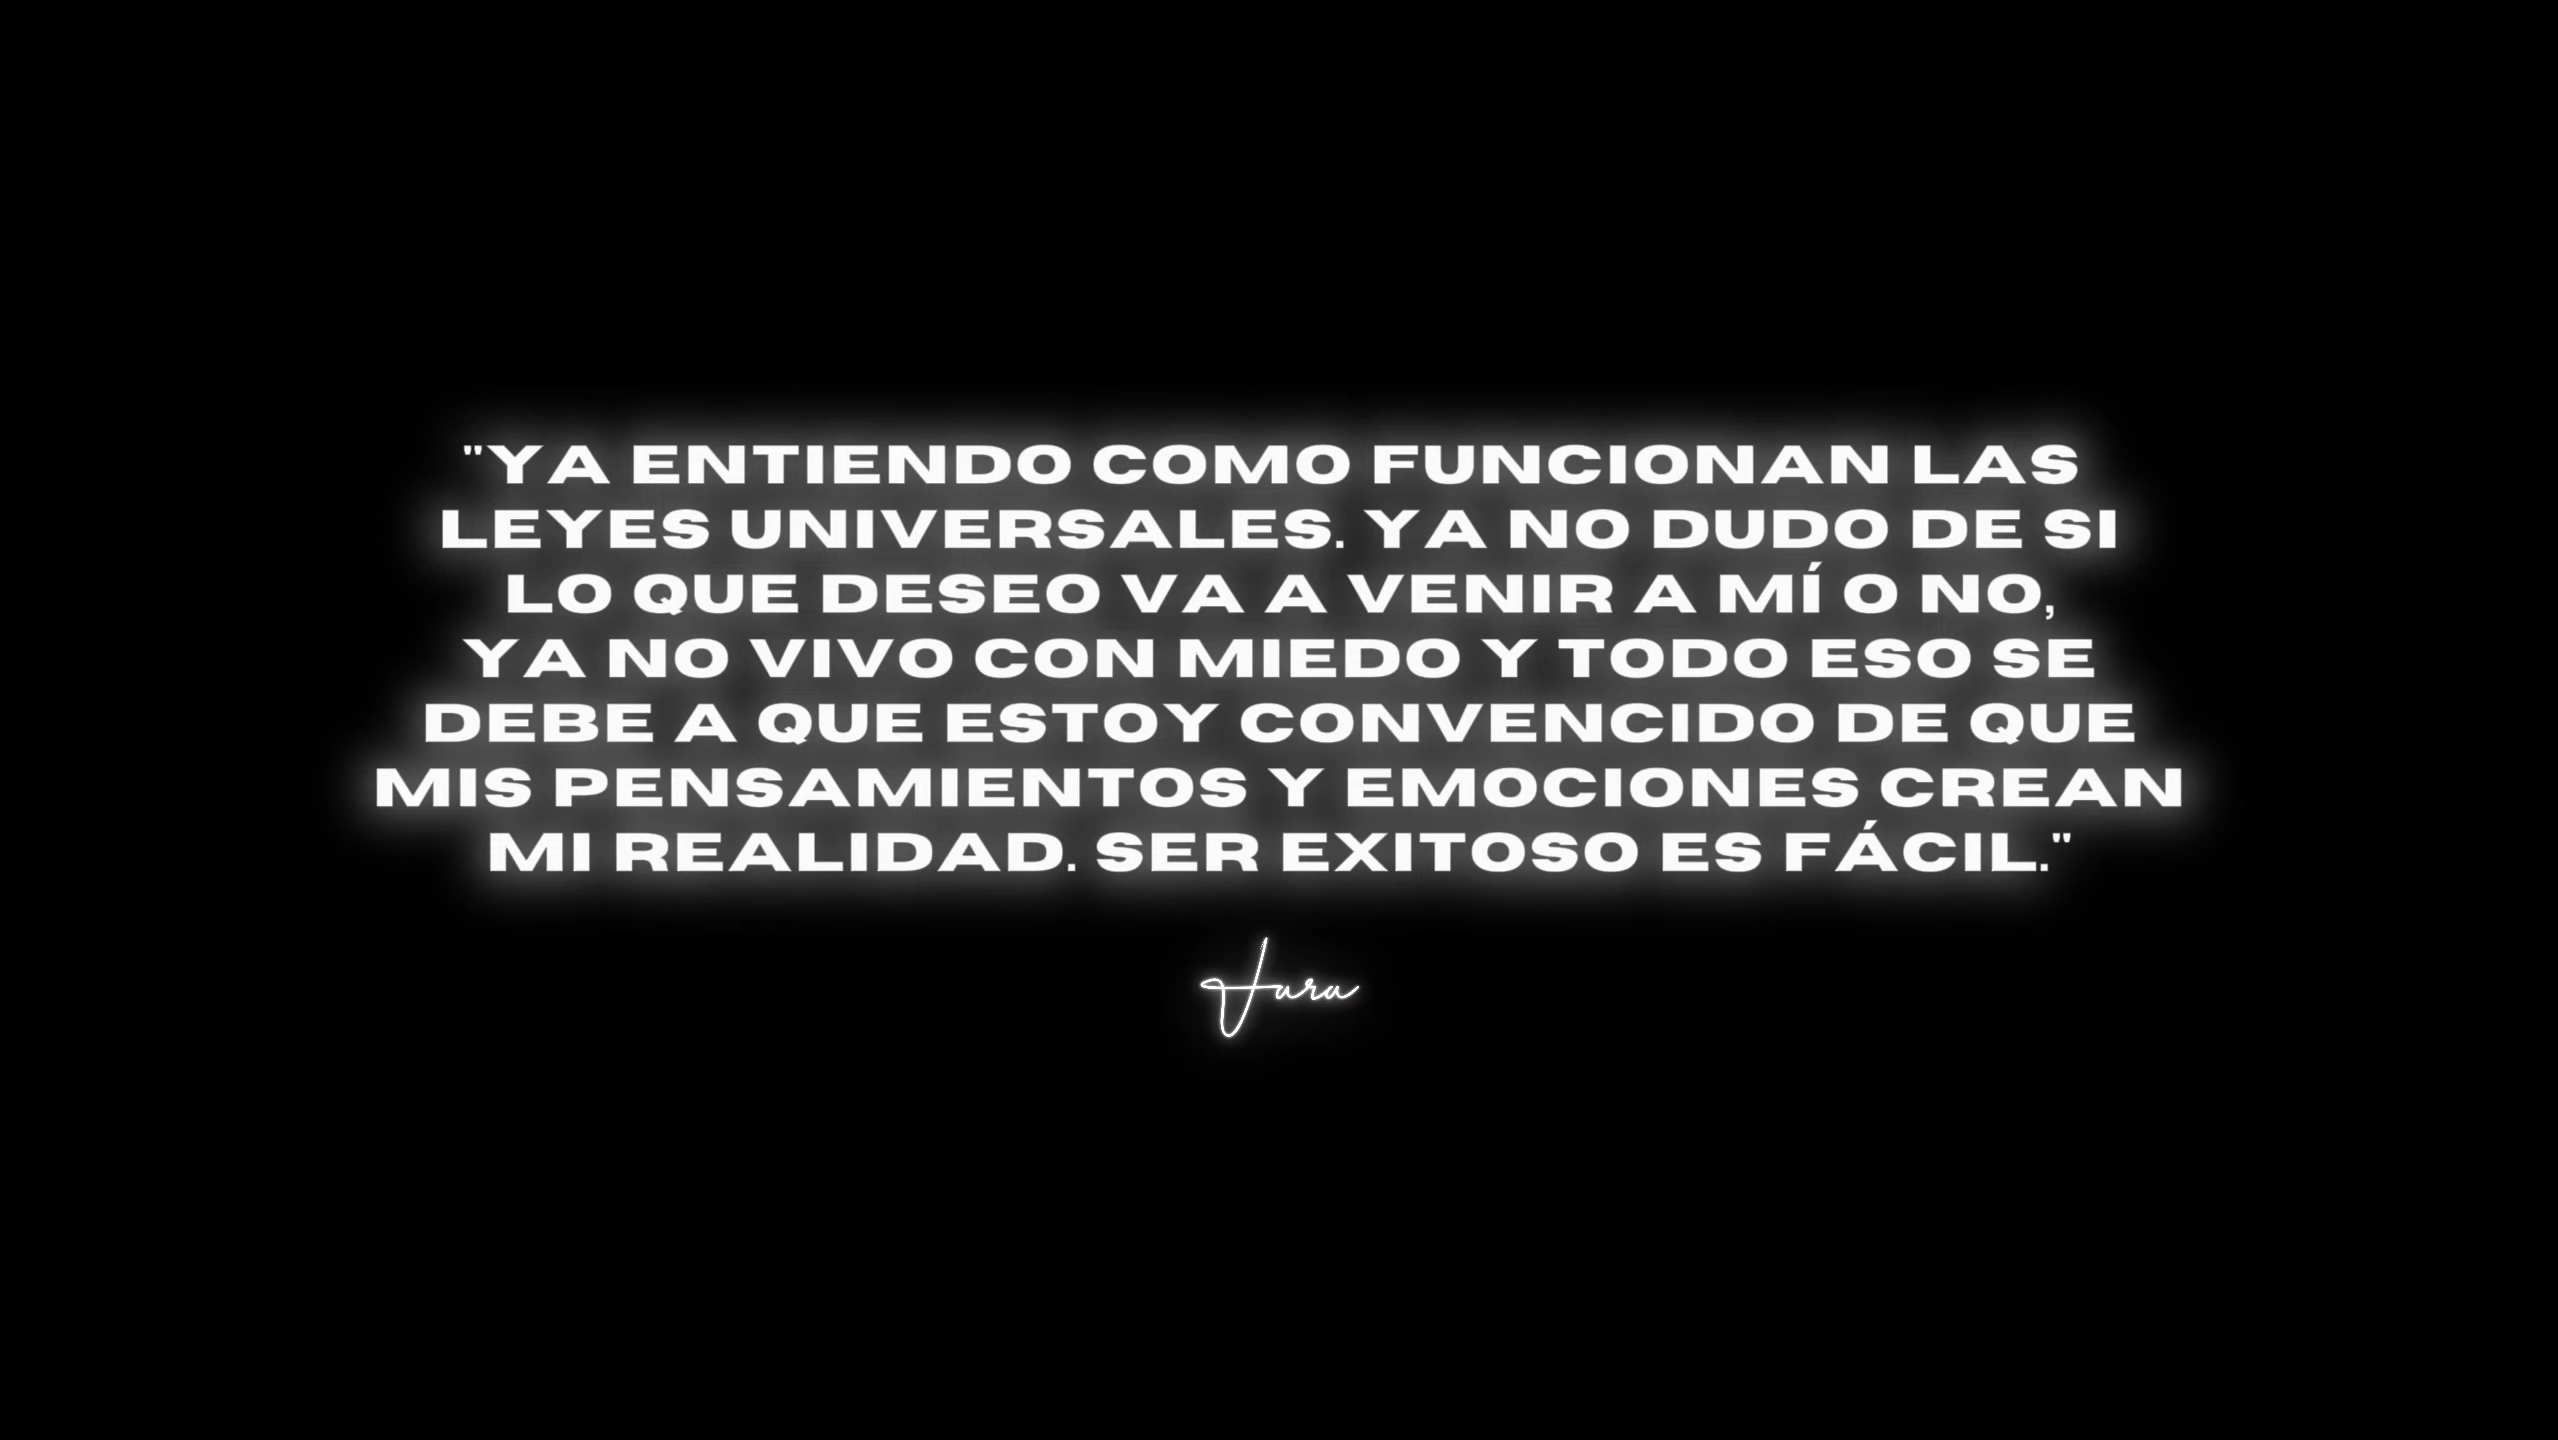 "YA ENTIENDO COMO FUNCIONAN LAS
LEYES UNIVERSALES. YA NO DUDO DE SI
LO QUE DESEO VA A VENIR A MÍ O NO,
YA NO VIVO CON MIEDO Y TODO ESO SE
DEBE A QUE ESTOY CONVENCIDO DE QUE
MIS PENSAMIENTOS Y EMOCIONES CREAN
MI REALIDAD. SER EXITOSO ES FÁCIL."